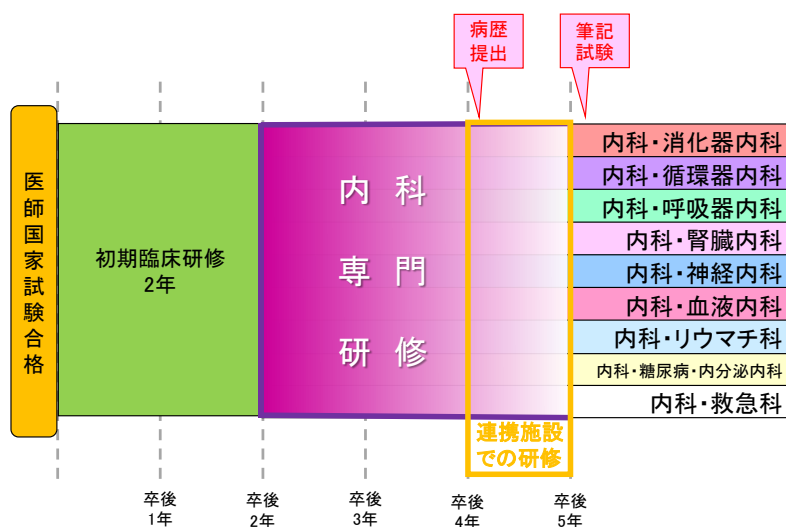 病歴
提出
筆記
試験
医師国家試験合格
初期臨床研修
2年
内 科
専 門
研 修
内科・消化器内科
内科・循環器内科
内科・呼吸器内科
内科・腎臓内科
内科・神経内科
内科・血液内科
内科・リウマチ科
内科・糖尿病・内分泌内科
内科・救急科
連携施設
での研修
卒後
1年
卒後
2年
卒後
3年
卒後
4年
卒後
5年